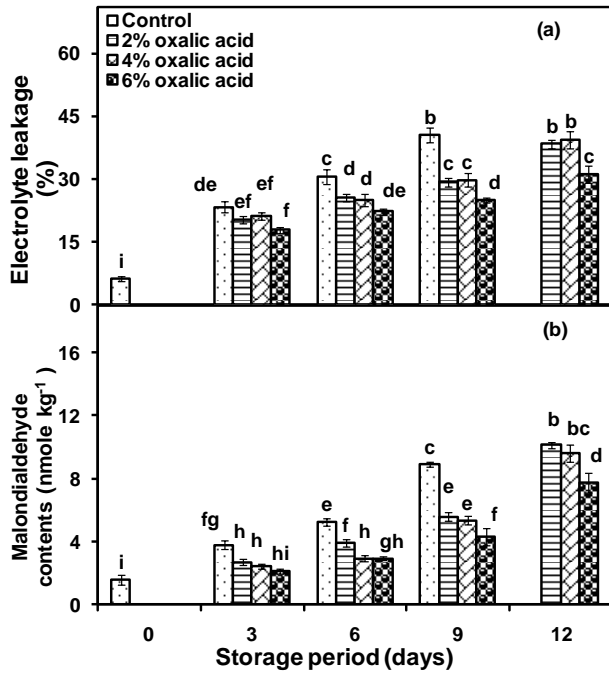 Control
2% oxalic acid
4% oxalic acid
6% oxalic acid
(a)
60
45
30
15
0
Electrolyte leakage
(%)
i
de
ef
ef
f
c
d
d
de
b
c
c
d
b
b
c
(b)
16
12
8
4
0
Malondialdehyde
contents (nmole kg-1)
i
fg
h
h
hi
e
f
h
gh
c
e
e
f
b
bc
d
0 3 6 9 12
Storage period (days)